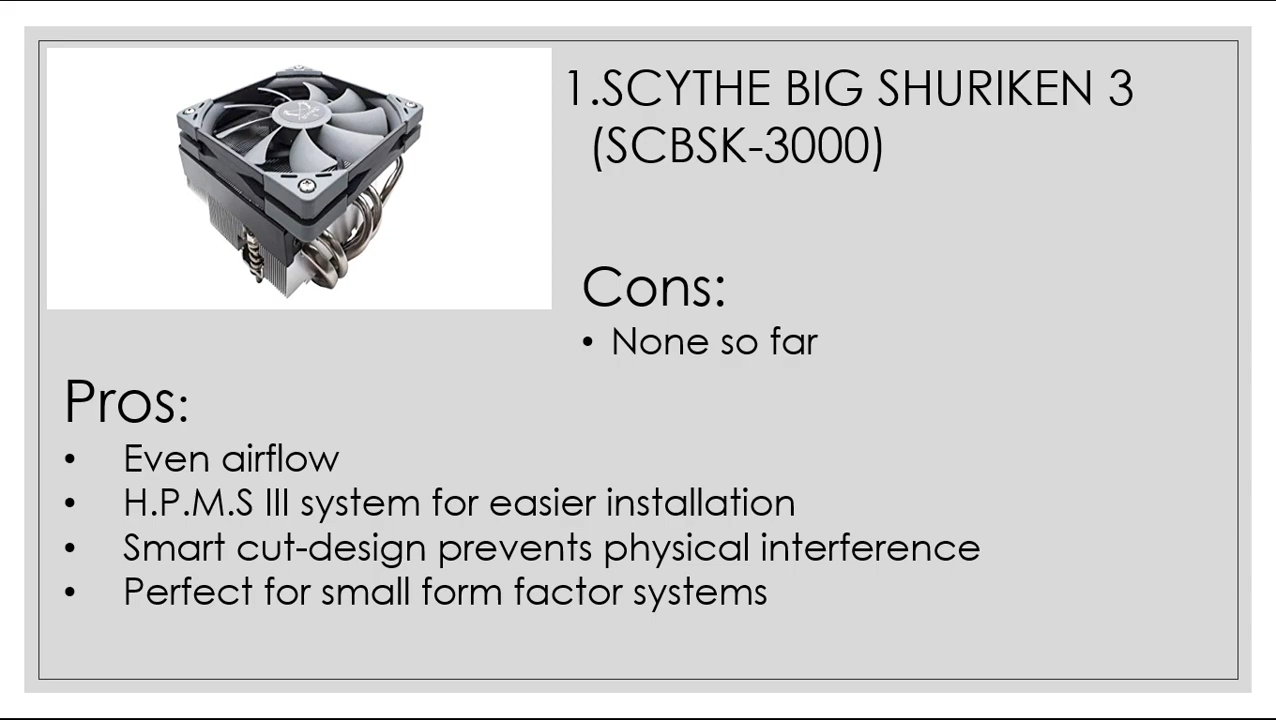 1.SCYTHE BIG SHURIKEN 3
(SCBSK-3000)
Cons:
• None so far
Pros:
• Even airflow
• H.P.M.S III system for easier installation
• Smart cut-design prevents physical interference
• Perfect for small form factor systems